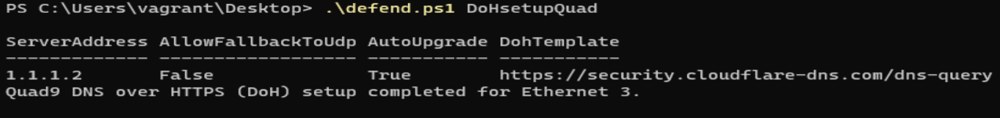 PS C:\Users\vagrant\Desktop> .\defend.ps1 DoHsetupQuad
ServerAddress AllowFallbackToUdp AutoUpgrade DohTemplate
------------- ------------------ ----------- -----------
1.1.1.2       False              True        https://security.cloudflare-dns.com/dns-query
Quad9 DNS over HTTPS (DoH) setup completed for Ethernet 3.